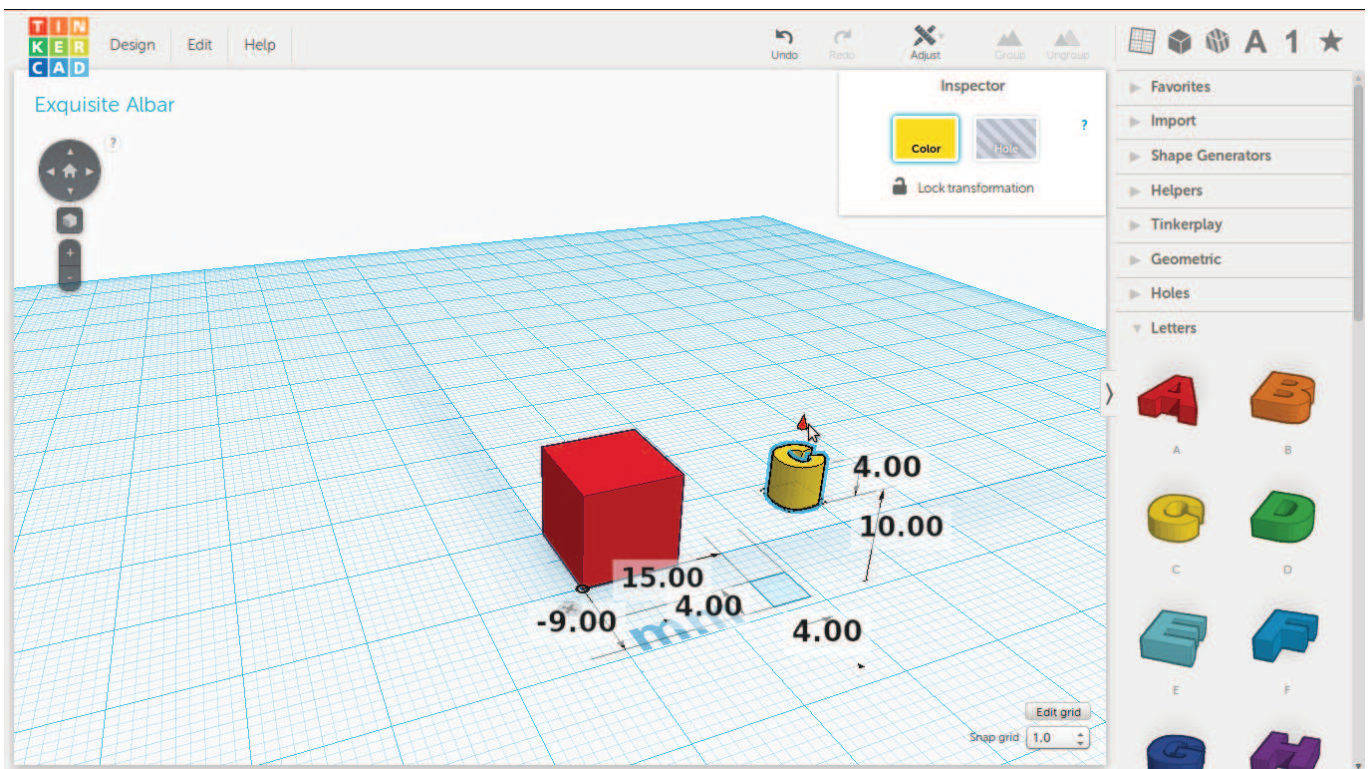 TIN
KER
CAD
Design
Edit
Help
Undo
Redo
Adjust
Group
Ungroup
A 1
Exquisite Albar
?
+
-
Inspector
Color
Hole
?
Lock transformation
Favorites
Import
Shape Generators
Helpers
Tinkerplay
Geometric
Holes
Letters
A
B
C
D
E
F
4.00
10.00
15.00
4.00
-9.00
4.00
mm
Edit grid
Snap grid 1.0